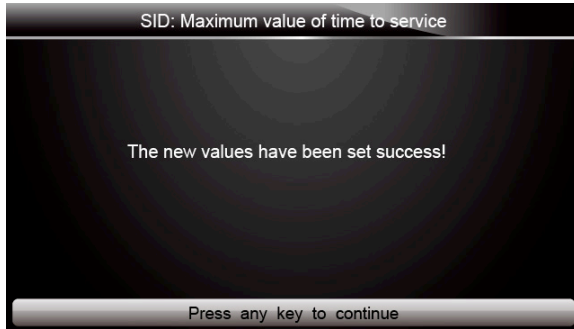 SID: Maximum value of time to service
The new values have been set success!
Press any key to continue